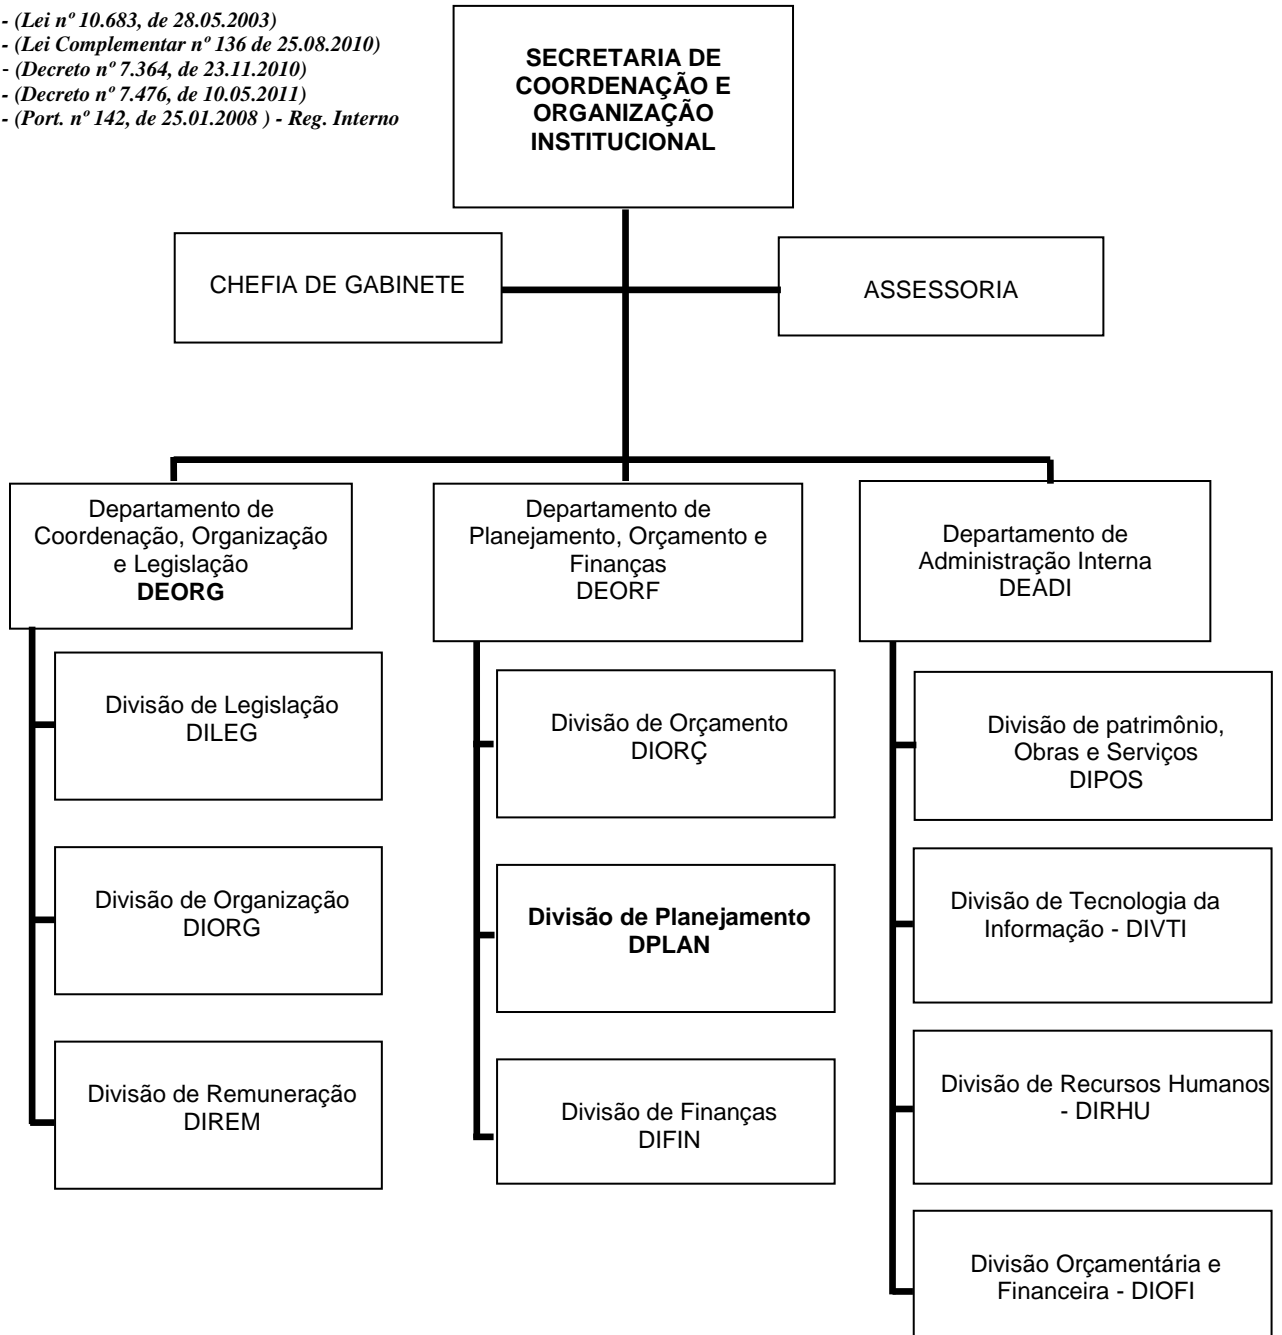 - (Lei nº 10.683, de 28.05.2003)
- (Lei Complementar nº 136 de 25.08.2010)
- (Decreto nº 7.364, de 23.11.2010)
- (Decreto nº 7.476, de 10.05.2011)
- (Port. nº 142, de 25.01.2008 ) - Reg. Interno
SECRETARIA DE
COORDENAÇÃO E
ORGANIZAÇÃO
INSTITUCIONAL
CHEFIA DE GABINETE
ASSESSORIA
Departamento de
Coordenação, Organização
e Legislação
DEORG
Divisão de Legislação
DILEG
Divisão de Organização
DIORG
Divisão de Remuneração
DIREM
Departamento de
Planejamento, Orçamento e
Finanças
DEORF
Divisão de Orçamento
DIORÇ
Divisão de Planejamento
DPLAN
Divisão de Finanças
DIFIN
Departamento de
Administração Interna
DEADI
Divisão de patrimônio,
Obras e Serviços
DIPOS
Divisão de Tecnologia da
Informação - DIVTI
Divisão de Recursos Humanos
- DIRHU
Divisão Orçamentária e
Financeira - DIOFI